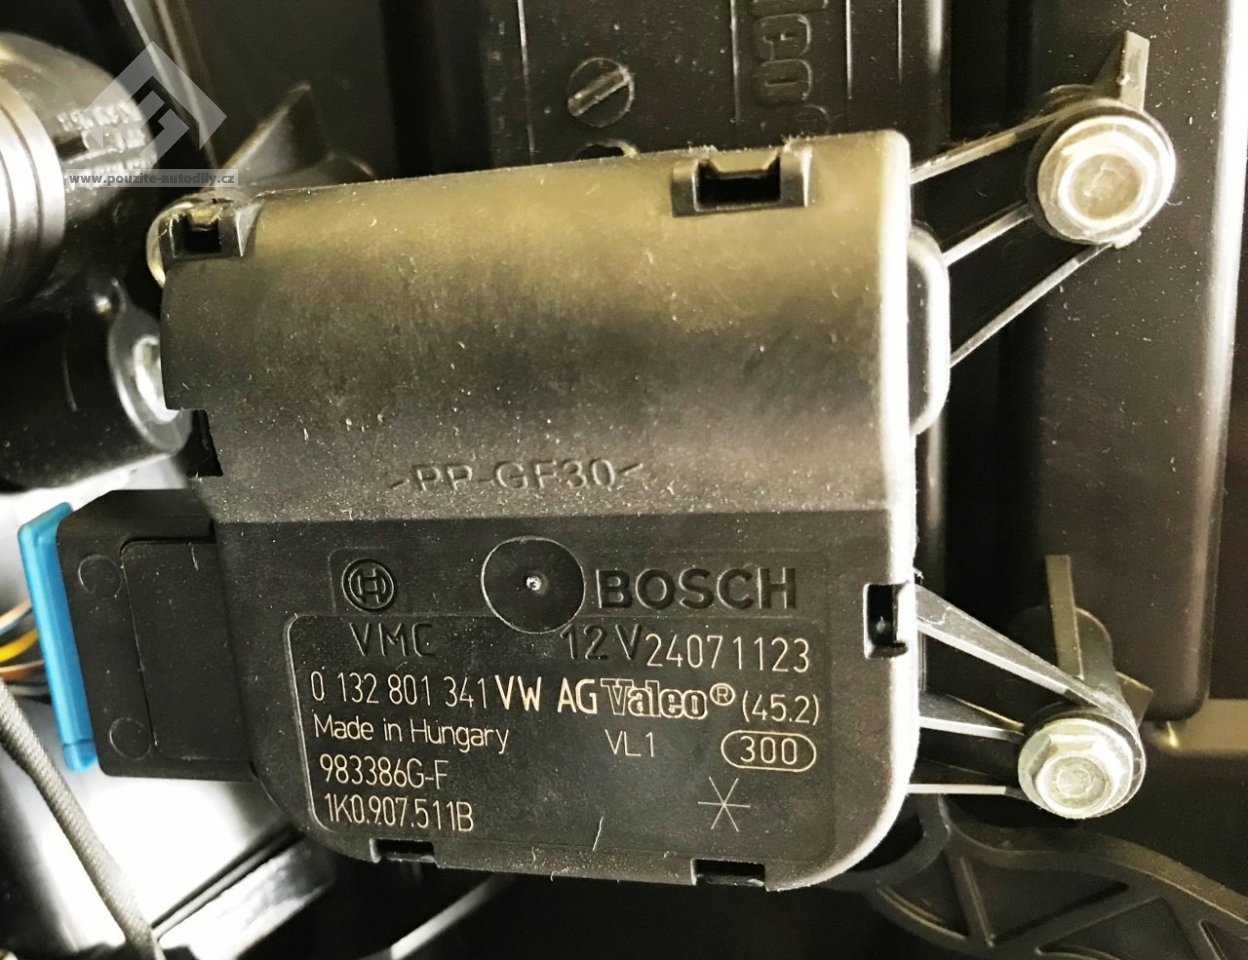 www.pouzite-autodily.cz
>PP-GF30<
H BOSCH
VMC 12V 24071123
0 132 801 341 VW AG Valeo® (45.2)
Made in Hungary VL1 300
983386G-F
1K0.907.511B